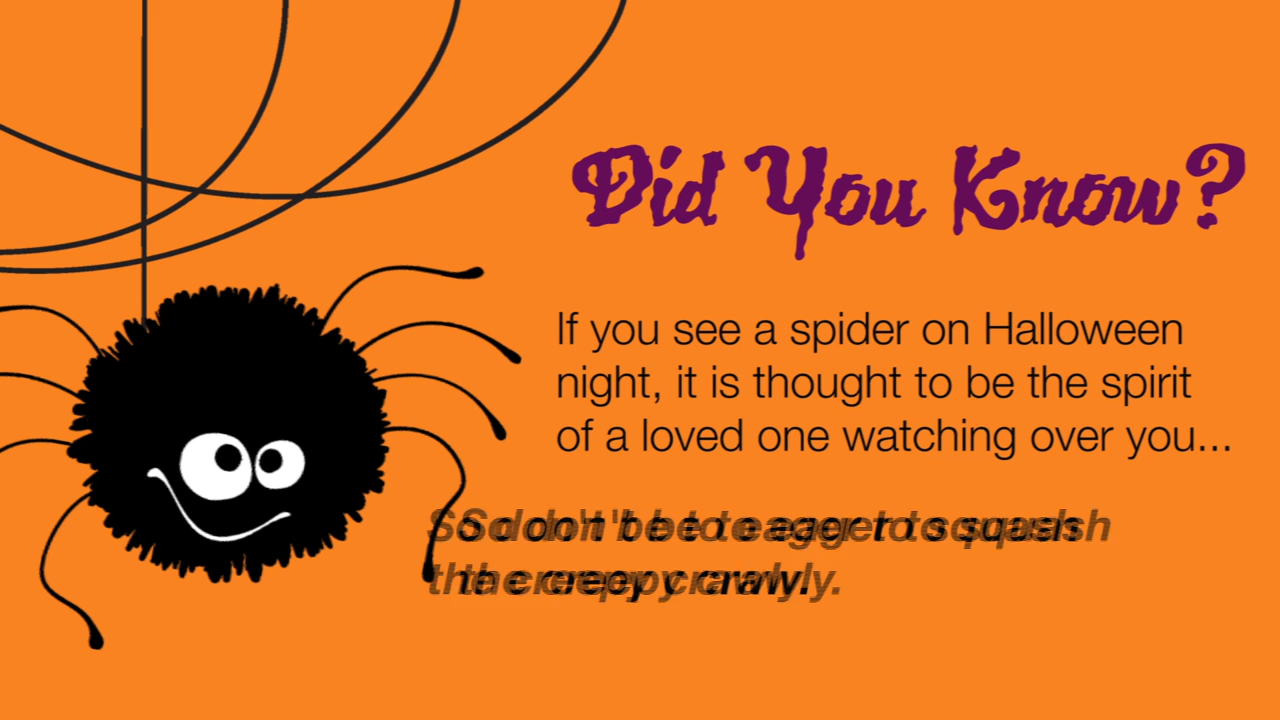 Did You Know?
If you see a spider on Halloween
night, it is thought to be the spirit
of a loved one watching over you...
So don't be to eager to squash
the creepy crawly.